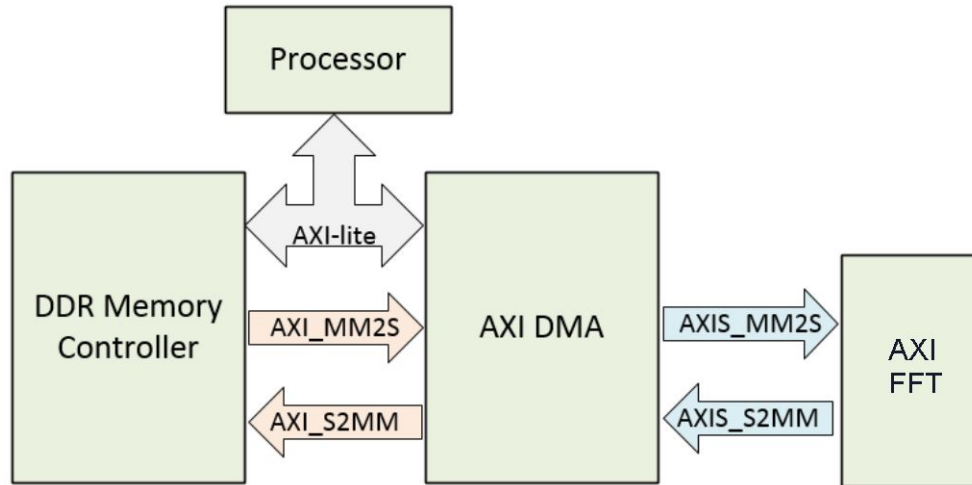 Processor
AXI-lite
DDR Memory
Controller
AXI_MM2S
AXI_S2MM
AXI DMA
AXIS_MM2S
AXIS_S2MM
AXI
FFT